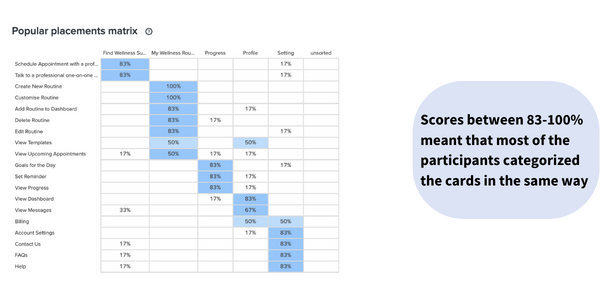 Popular placements matrix
Find Wellness Su... My Wellness Rou... Progress Profile Setting unsorted
Schedule Appointment with a prof... 83% 17%
Talk to a professional one-on-one ... 83% 17%
Create New Routine 100%
Customise Routine 100%
Add Routine to Dashboard 83% 17%
Delete Routine 83% 17%
Edit Routine 83% 17%
View Templates 50% 50%
View Upcoming Appointments 17% 50% 17% 17%
Goals for the Day 83% 17%
Set Reminder 83% 17%
View Progress 83% 17%
View Dashboard 17% 83%
View Messages 33% 67%
Billing 50% 50%
Account Settings 17% 83%
Contact Us 17% 83%
FAQs 17% 83%
Help 17% 83%
Scores between 83-100%
meant that most of the
participants categorized
the cards in the same way